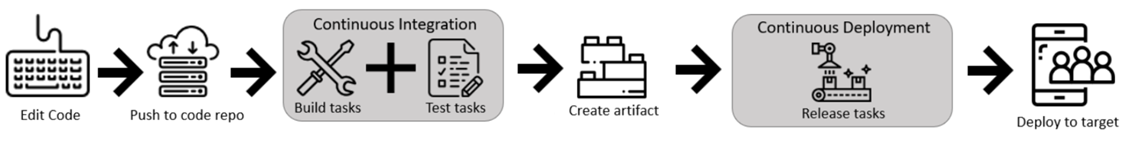 Edit Code
Push to code repo
Continuous Integration
Build tasks
Test tasks
Create artifact
Continuous Deployment
Release tasks
Deploy to target